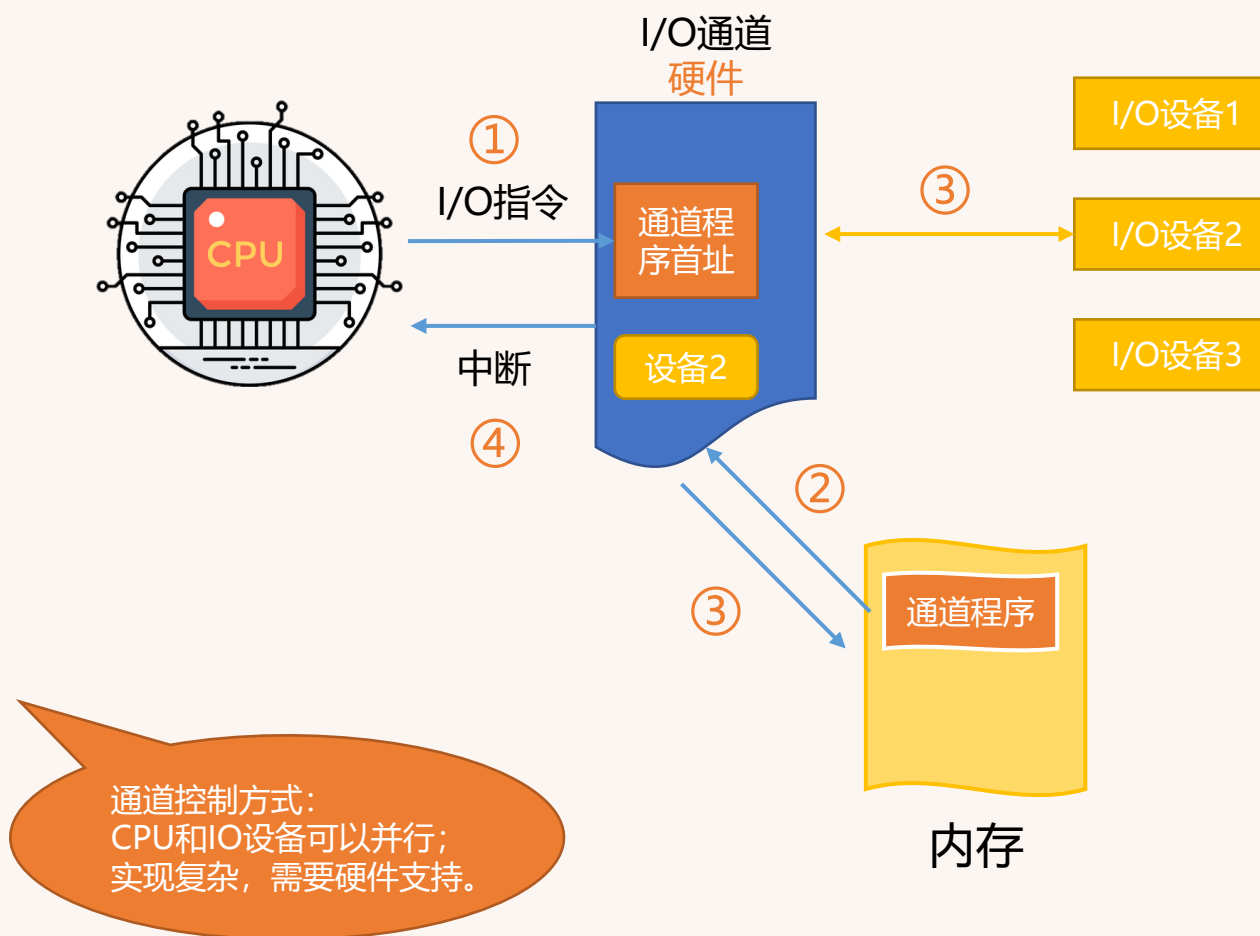 I/O通道
硬件
I/O设备1
①
I/O指令
通道程
序首址
③
I/O设备2
CPU
中断
设备2
I/O设备3
④
②
③
通道程序
通道控制方式：
CPU和IO设备可以并行；
实现复杂，需要硬件支持。
内存